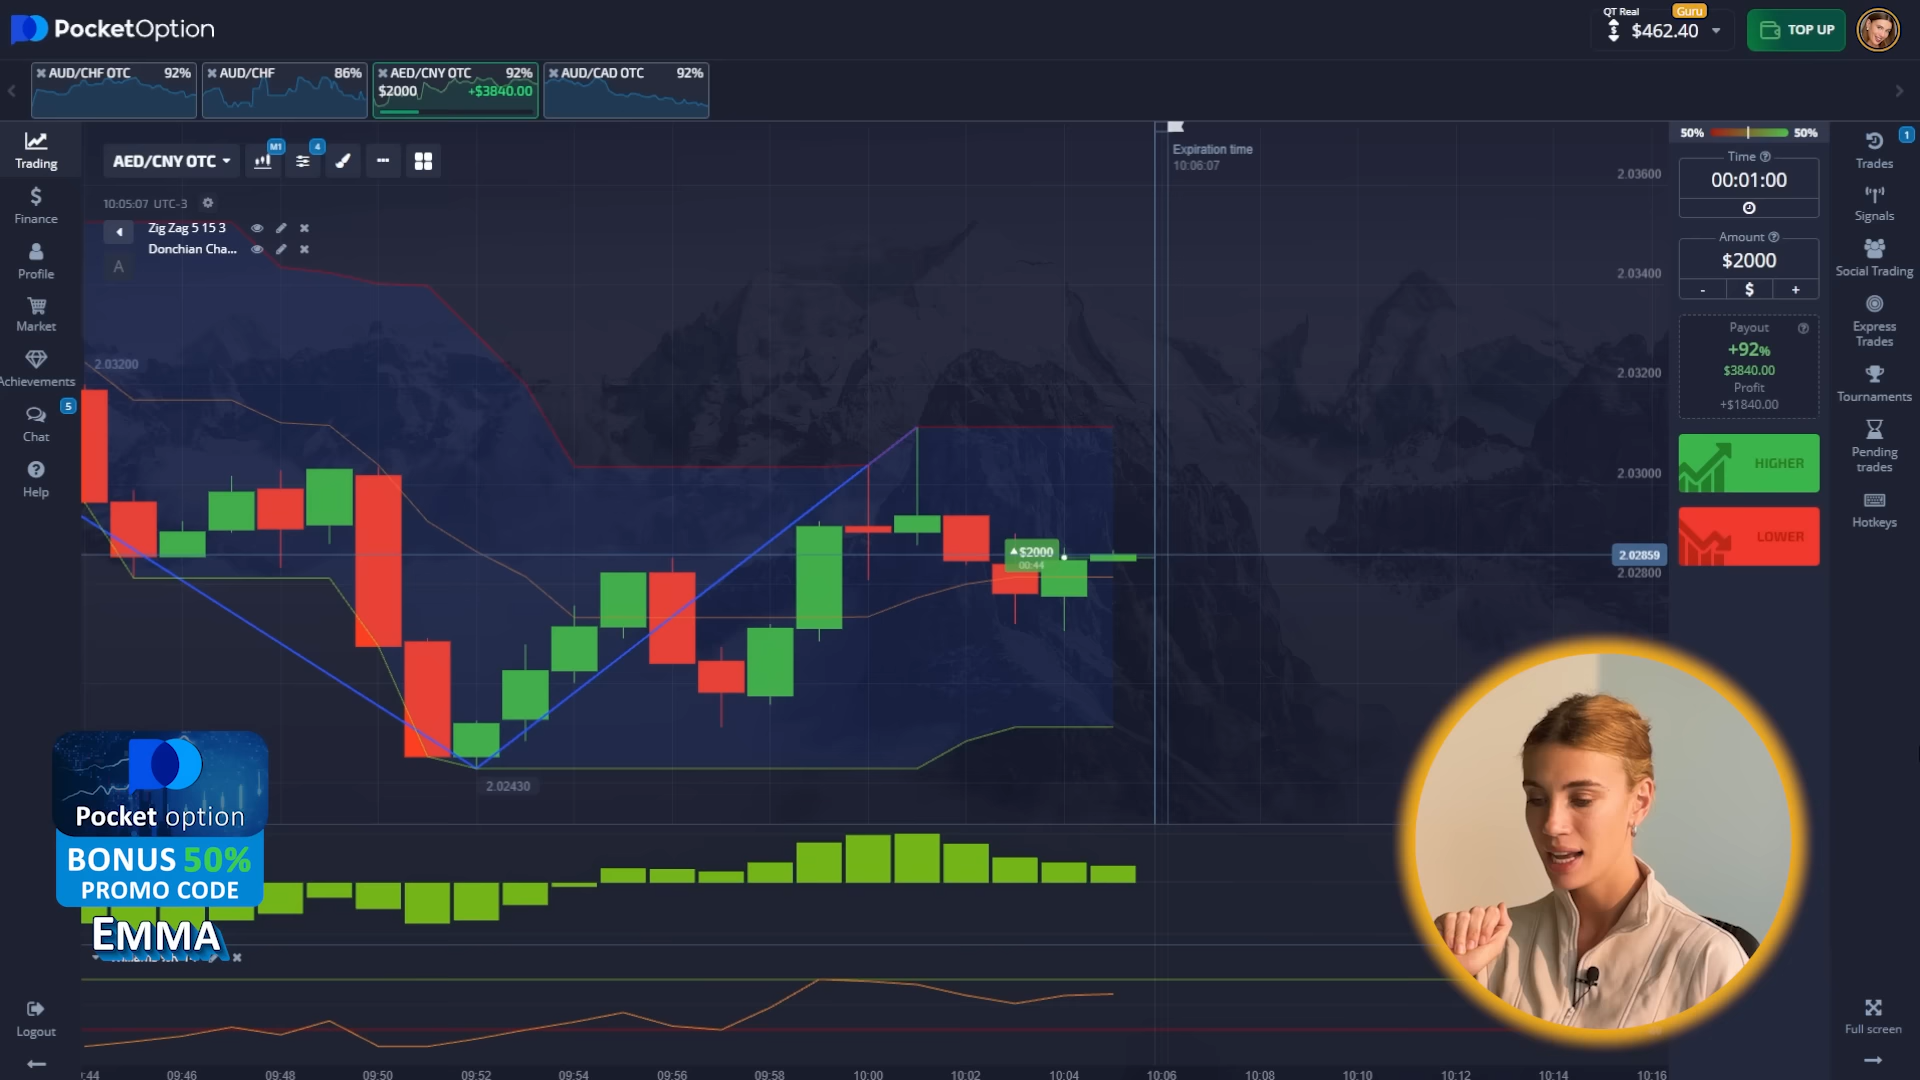 PocketOption
QT Real
Guru
$462.40
TOP UP
AUD/CHF OTC 92%
AUD/CHF 86%
AED/CNY OTC 92%
$2000 +$3840.00
AUD/CAD OTC 92%
Trading
Finance
Profile
Market
Achievements
5
Chat
Help
Logout
AED/CNY OTC
M1
4
10:05:07 UTC-3
Zig Zag 5 15 3
Donchian Cha...
A
2.03200
2.02430
$2000
00:44
Expiration time
10:06:07
2.03600
2.03400
2.03200
2.03000
2.02859
2.02800
50% 50%
Time
00:01:00
Amount
$2000
- $ +
Payout
+92%
$3840.00
Profit
+$1840.00
HIGHER
LOWER
1
Trades
Signals
Social Trading
Express
Trades
Tournaments
Pending
trades
Hotkeys
Full screen
Pocket option
BONUS 50%
PROMO CODE
EMMA
:44 09:46 09:48 09:50 09:52 09:54 09:56 09:58 10:00 10:02 10:04 10:06 10:08 10:10 10:12 10:14 10:16